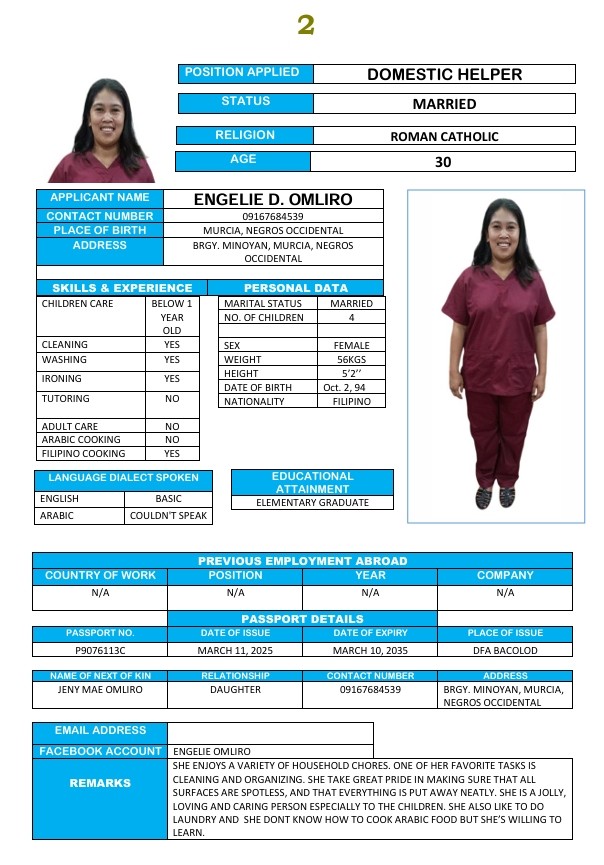 2
POSITION APPLIED DOMESTIC HELPER
STATUS MARRIED
RELIGION ROMAN CATHOLIC
AGE 30
APPLICANT NAME ENGELIE D. OMLIRO
CONTACT NUMBER 09167684539
PLACE OF BIRTH MURCIA, NEGROS OCCIDENTAL
ADDRESS BRGY. MINOYAN, MURCIA, NEGROS
OCCIDENTAL
SKILLS & EXPERIENCE PERSONAL DATA
CHILDREN CARE BELOW 1
YEAR
OLD
CLEANING YES
WASHING YES
IRONING YES
TUTORING NO
ADULT CARE NO
ARABIC COOKING NO
FILIPINO COOKING YES
MARITAL STATUS MARRIED
NO. OF CHILDREN 4
SEX FEMALE
WEIGHT 56KGS
HEIGHT 5’2’’
DATE OF BIRTH Oct. 2, 94
NATIONALITY FILIPINO
LANGUAGE DIALECT SPOKEN
ENGLISH BASIC
ARABIC COULDN'T SPEAK
EDUCATIONAL
ATTAINMENT
ELEMENTARY GRADUATE
PREVIOUS EMPLOYMENT ABROAD
COUNTRY OF WORK POSITION YEAR COMPANY
N/A N/A N/A N/A
PASSPORT DETAILS
PASSPORT NO. DATE OF ISSUE DATE OF EXPIRY PLACE OF ISSUE
P9076113C MARCH 11, 2025 MARCH 10, 2035 DFA BACOLOD
NAME OF NEXT OF KIN RELATIONSHIP CONTACT NUMBER ADDRESS
JENY MAE OMLIRO DAUGHTER 09167684539 BRGY. MINOYAN, MURCIA,
NEGROS OCCIDENTAL
EMAIL ADDRESS
FACEBOOK ACCOUNT ENGELIE OMLIRO
REMARKS
SHE ENJOYS A VARIETY OF HOUSEHOLD CHORES. ONE OF HER FAVORITE TASKS IS
CLEANING AND ORGANIZING. SHE TAKE GREAT PRIDE IN MAKING SURE THAT ALL
SURFACES ARE SPOTLESS, AND THAT EVERYTHING IS PUT AWAY NEATLY. SHE IS A JOLLY,
LOVING AND CARING PERSON ESPECIALLY TO THE CHILDREN. SHE ALSO LIKE TO DO
LAUNDRY AND SHE DONT KNOW HOW TO COOK ARABIC FOOD BUT SHE’S WILLING TO
LEARN.